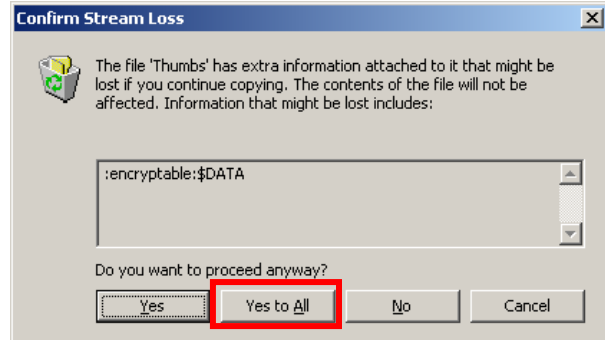 Confirm Stream Loss
The file 'Thumbs' has extra information attached to it that might be
lost if you continue copying. The contents of the file will not be
affected. Information that might be lost includes:
:encryptable:$DATA
Do you want to proceed anyway?
Yes Yes to All No Cancel